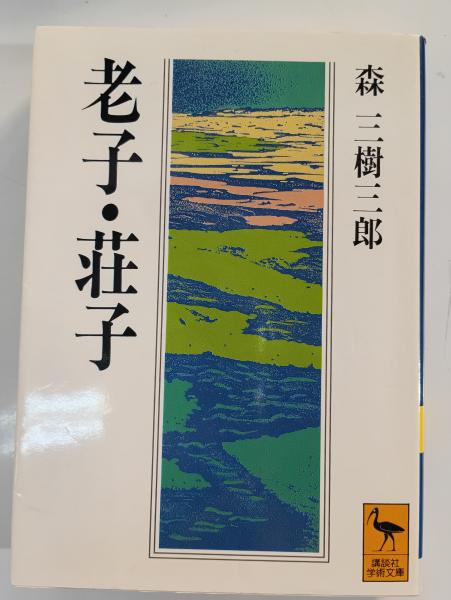 森 三樹三郎
老子・荘子
講談社
学術文庫